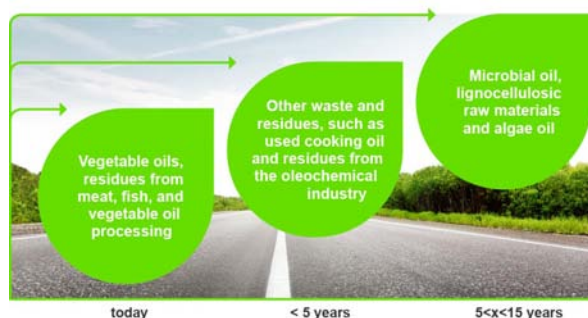 Vegetable oils,
residues from
meat, fish, and
vegetable oil
processing
Other waste and
residues, such as
used cooking oil
and residues from
the oleochemical
industry
Microbial oil,
lignocellulosic
raw materials
and algae oil
today
< 5 years
5<x<15 years